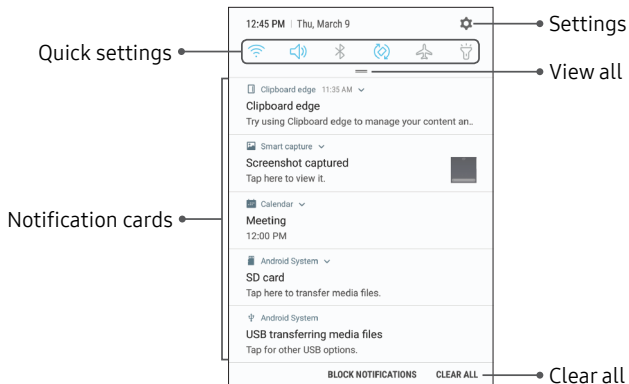 12:45 PM | Thu, March 9
Settings
Quick settings
View all
Clipboard edge 11:35 AM
Clipboard edge
Try using Clipboard edge to manage your content an..
Smart capture
Screenshot captured
Tap here to view it.
Notification cards
Calendar
Meeting
12:00 PM
Android System
SD card
Tap here to transfer media files.
Android System
USB transferring media files
Tap for other USB options.
BLOCK NOTIFICATIONS CLEAR ALL
Clear all